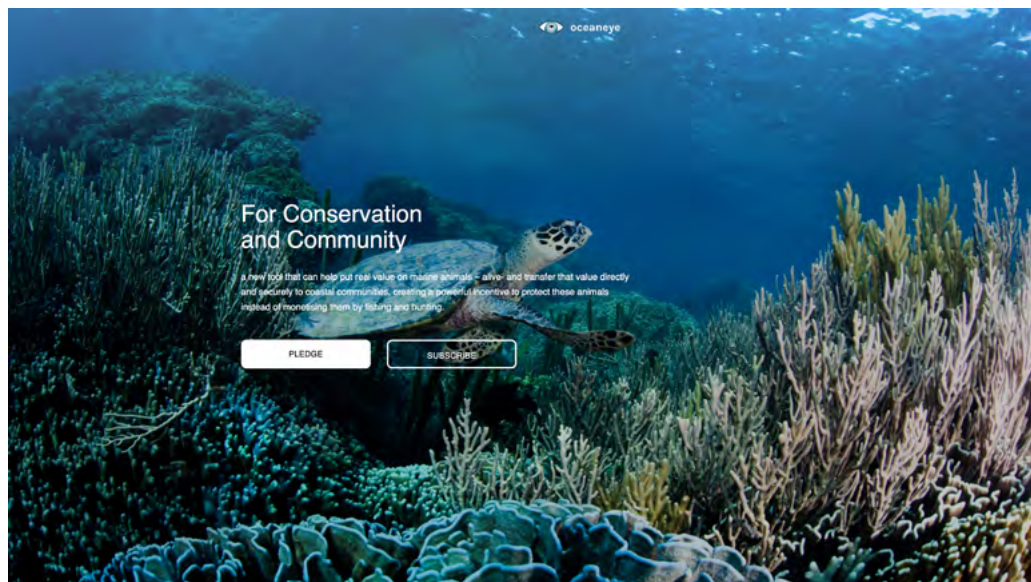 oceaneye
For Conservation
and Community
a new tool that can help put real value on marine animals – alive- and transfer that value directly
and securely to coastal communities, creating a powerful incentive to protect these animals
instead of monetising them by fishing and hunting.
PLEDGE
SUBSCRIBE